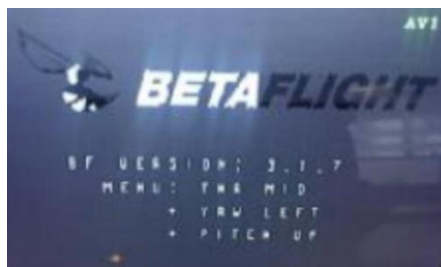 AV1
BETAFLIGHT
BF VERSION: 3.1.7
MENU: THR MID
+ YAW LEFT
+ PITCH UP